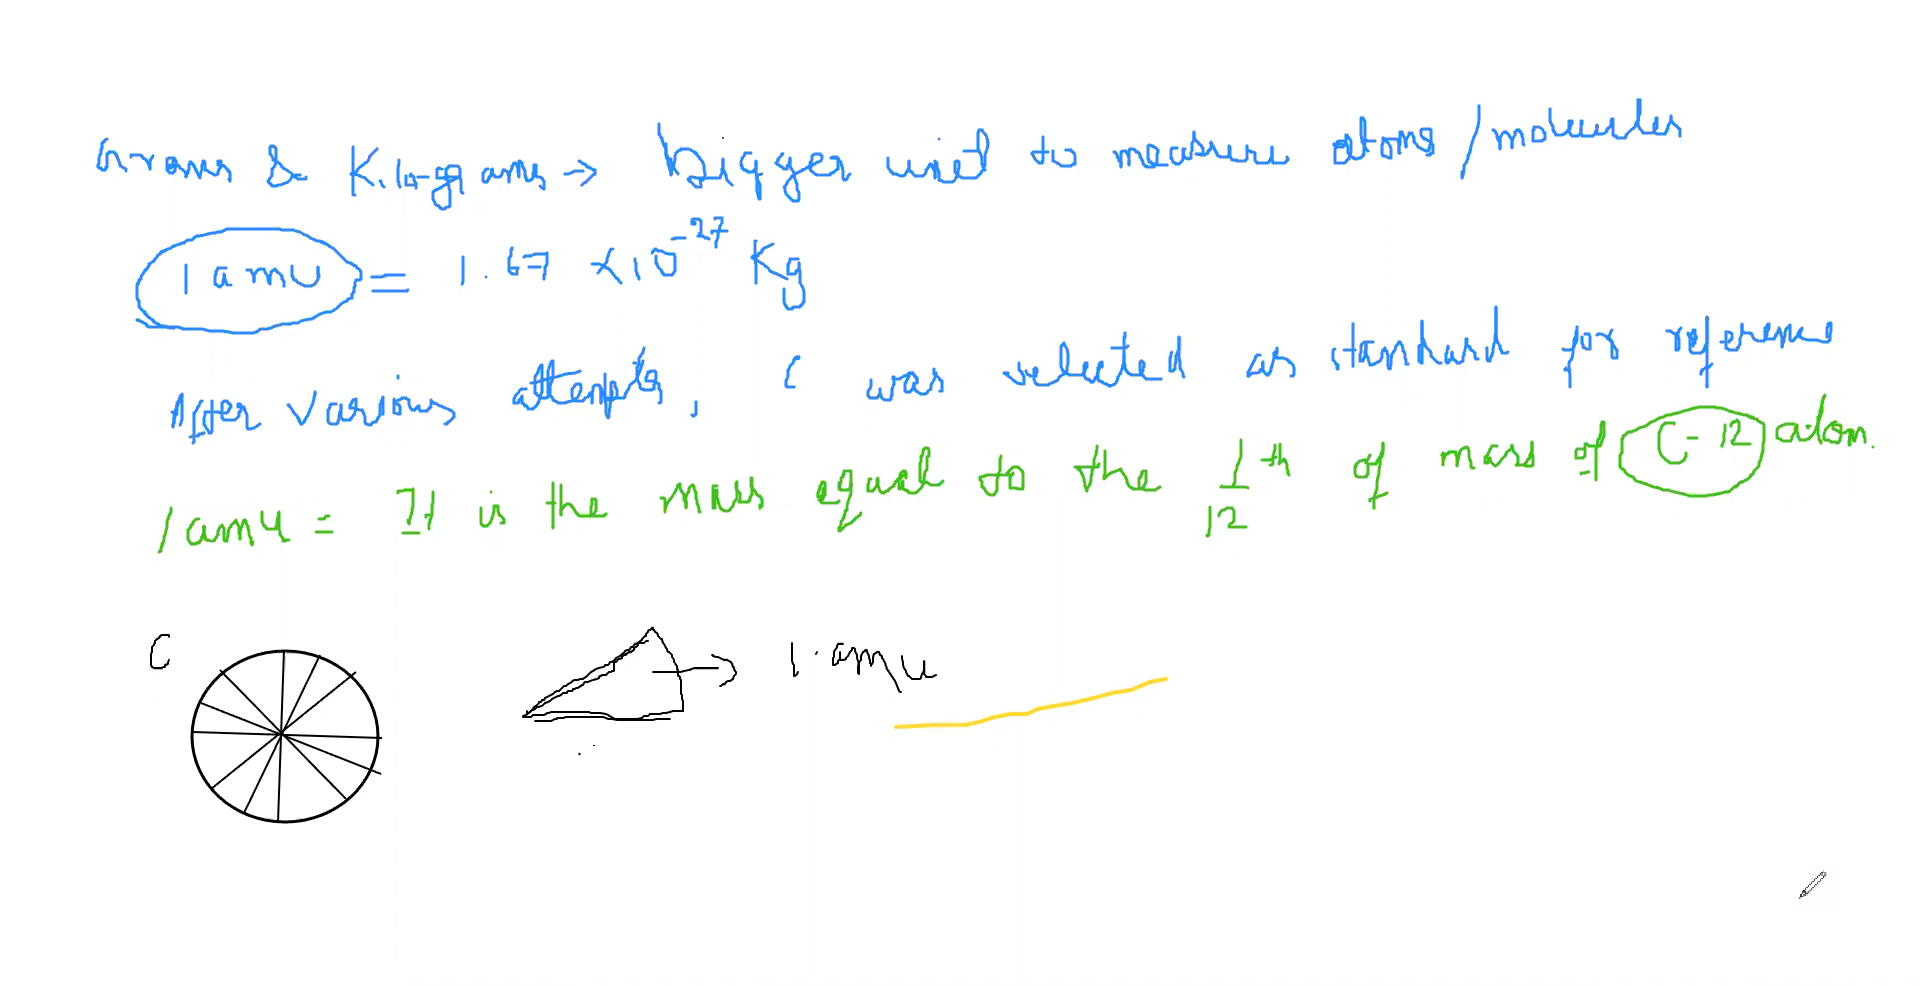 Grams & Kilo-grams → bigger unit to measure atoms/molecules
1 amu = 1.67 ×10⁻²⁷ Kg
After various attempts, C was selected as standard for reference
1 amu = It is the mass equal to the 1/12 th of mass of C-12 atom.
C
1 amu